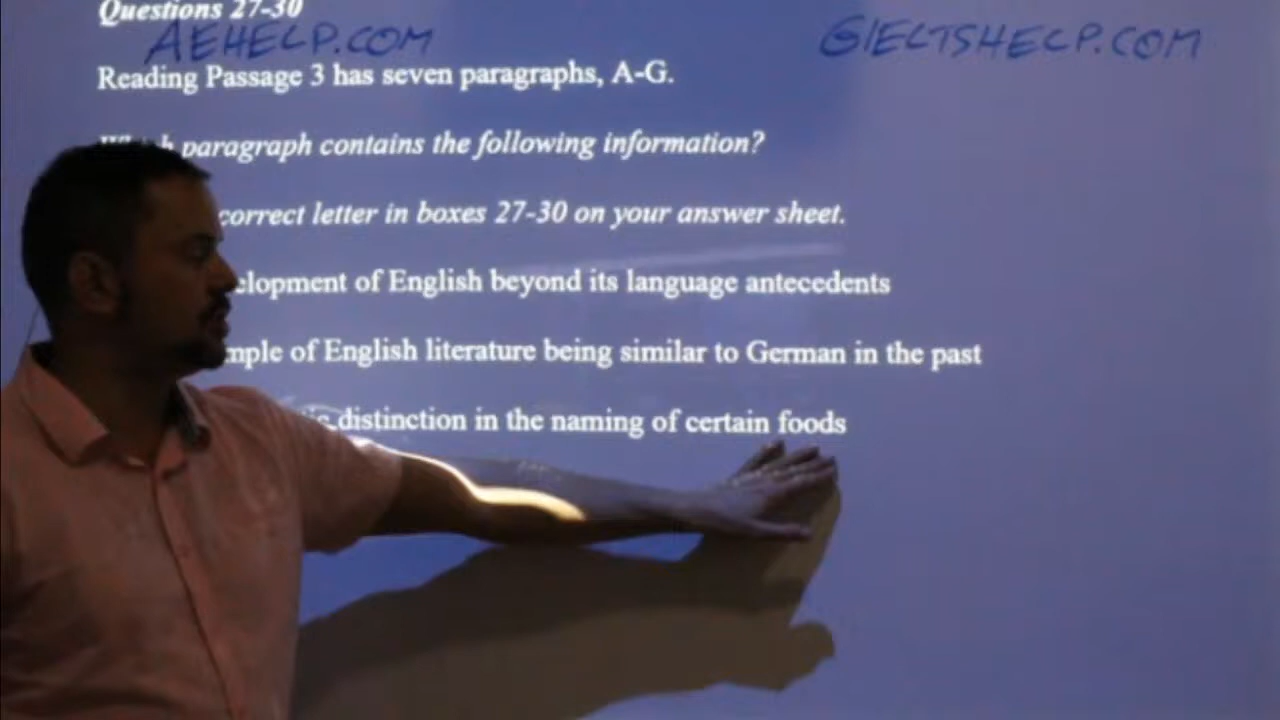 Questions 27-30
AEHELP.COM GIELTSHELP.COM
Reading Passage 3 has seven paragraphs, A-G.
paragraph contains the following information?
correct letter in boxes 27-30 on your answer sheet.
of English beyond its language antecedents
of English literature being similar to German in the past
distinction in the naming of certain foods